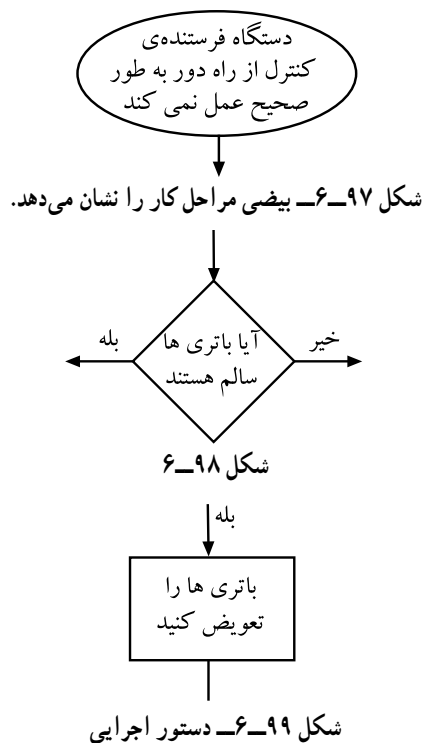 دستگاه فرستنده‌ی
کنترل از راه دور به طور
صحیح عمل نمی کند
شکل ۹۷ـ۶ـ بیضی مراحل کار را نشان می‌دهد.
خیر
بله
آیا باتری ها
سالم هستند
شکل ۹۸ـ۶
بله
باتری ها را
تعویض کنید
شکل ۹۹ـ۶ـ دستور اجرایی